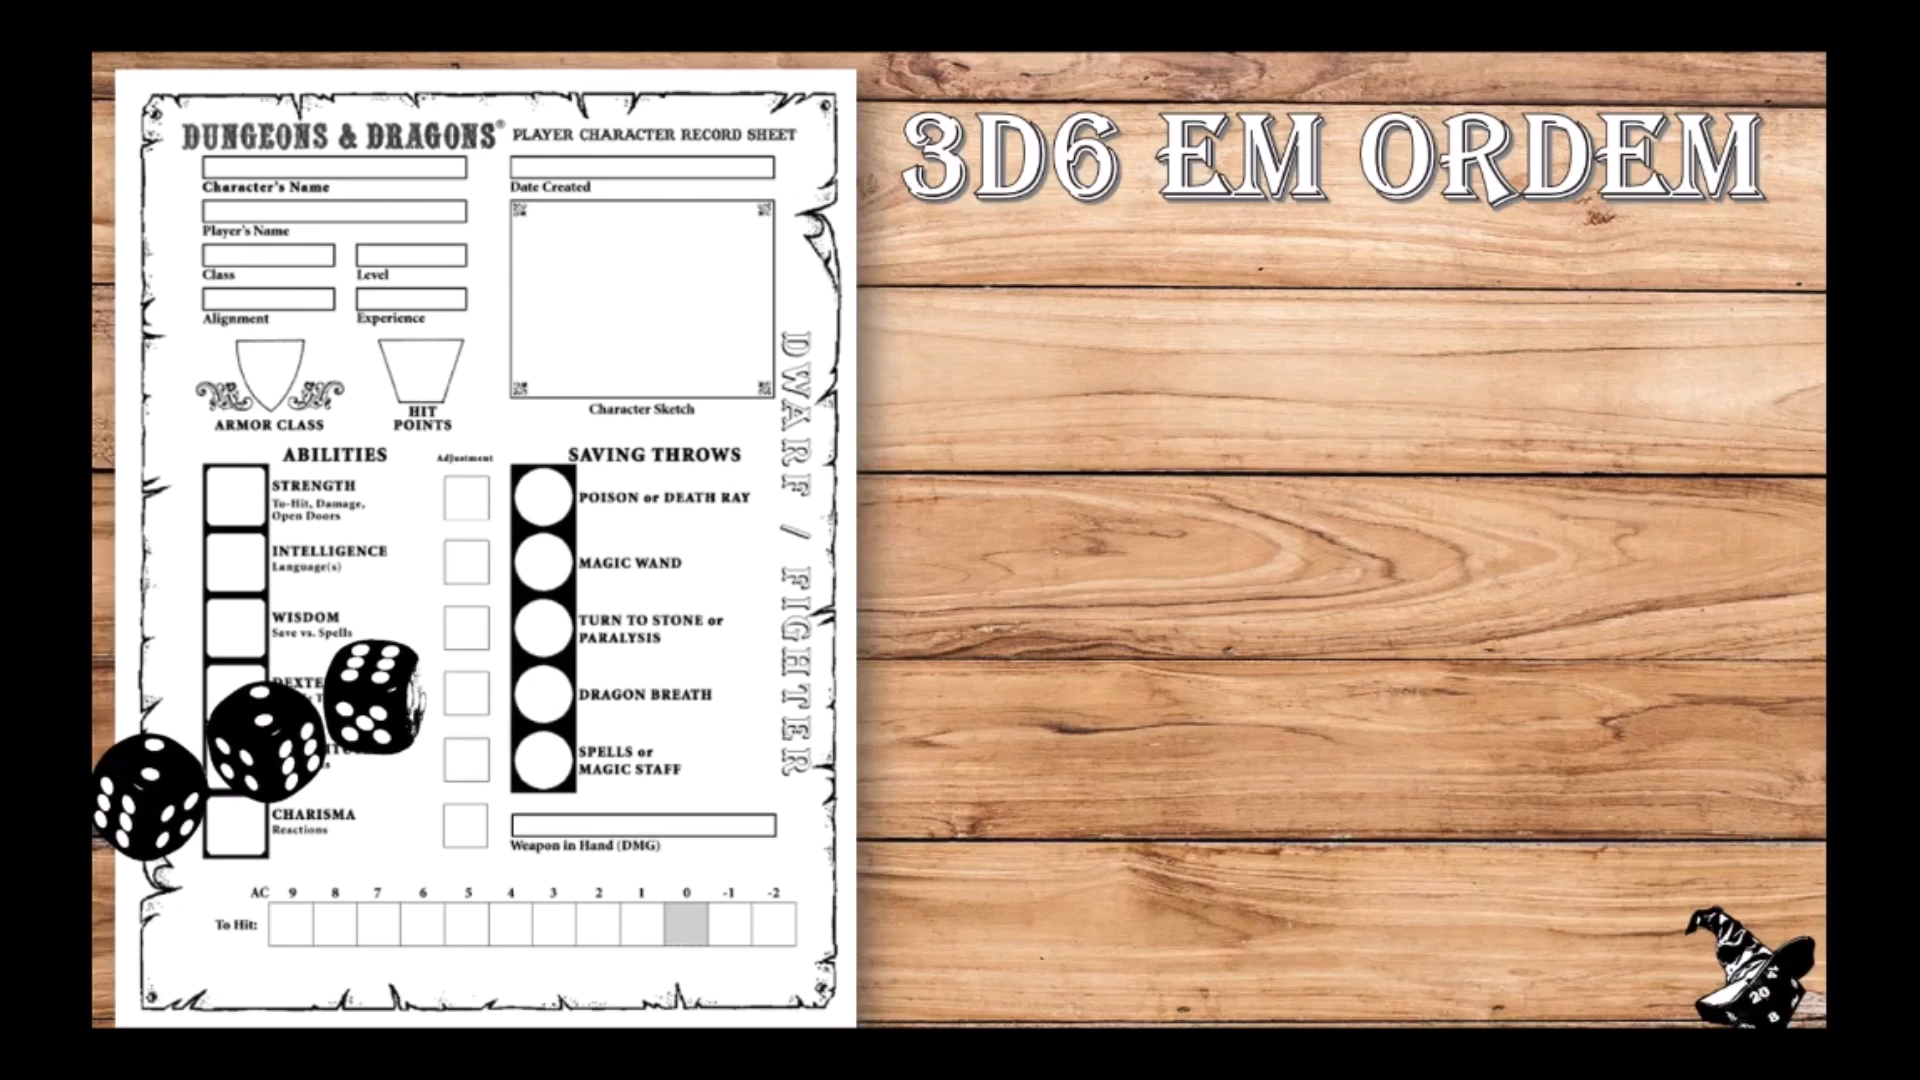 DUNGEONS & DRAGONS® PLAYER CHARACTER RECORD SHEET
3D6 EM ORDEM
Character's Name
Date Created
Player's Name
Class
Level
Alignment
Experience
ARMOR CLASS
HIT
POINTS
Character Sketch
DWARF / FIGHTER
ABILITIES
Adjustment
STRENGTH
To-Hit, Damage,
Open Doors
INTELLIGENCE
Language(s)
WISDOM
Save vs. Spells
CHARISMA
Reactions
SAVING THROWS
POISON or DEATH RAY
MAGIC WAND
TURN TO STONE or
PARALYSIS
DRAGON BREATH
SPELLS or
MAGIC STAFF
Weapon in Hand (DMG)
AC 9 8 7 6 5 4 3 2 1 0 -1 -2
To Hit:
14
20
8